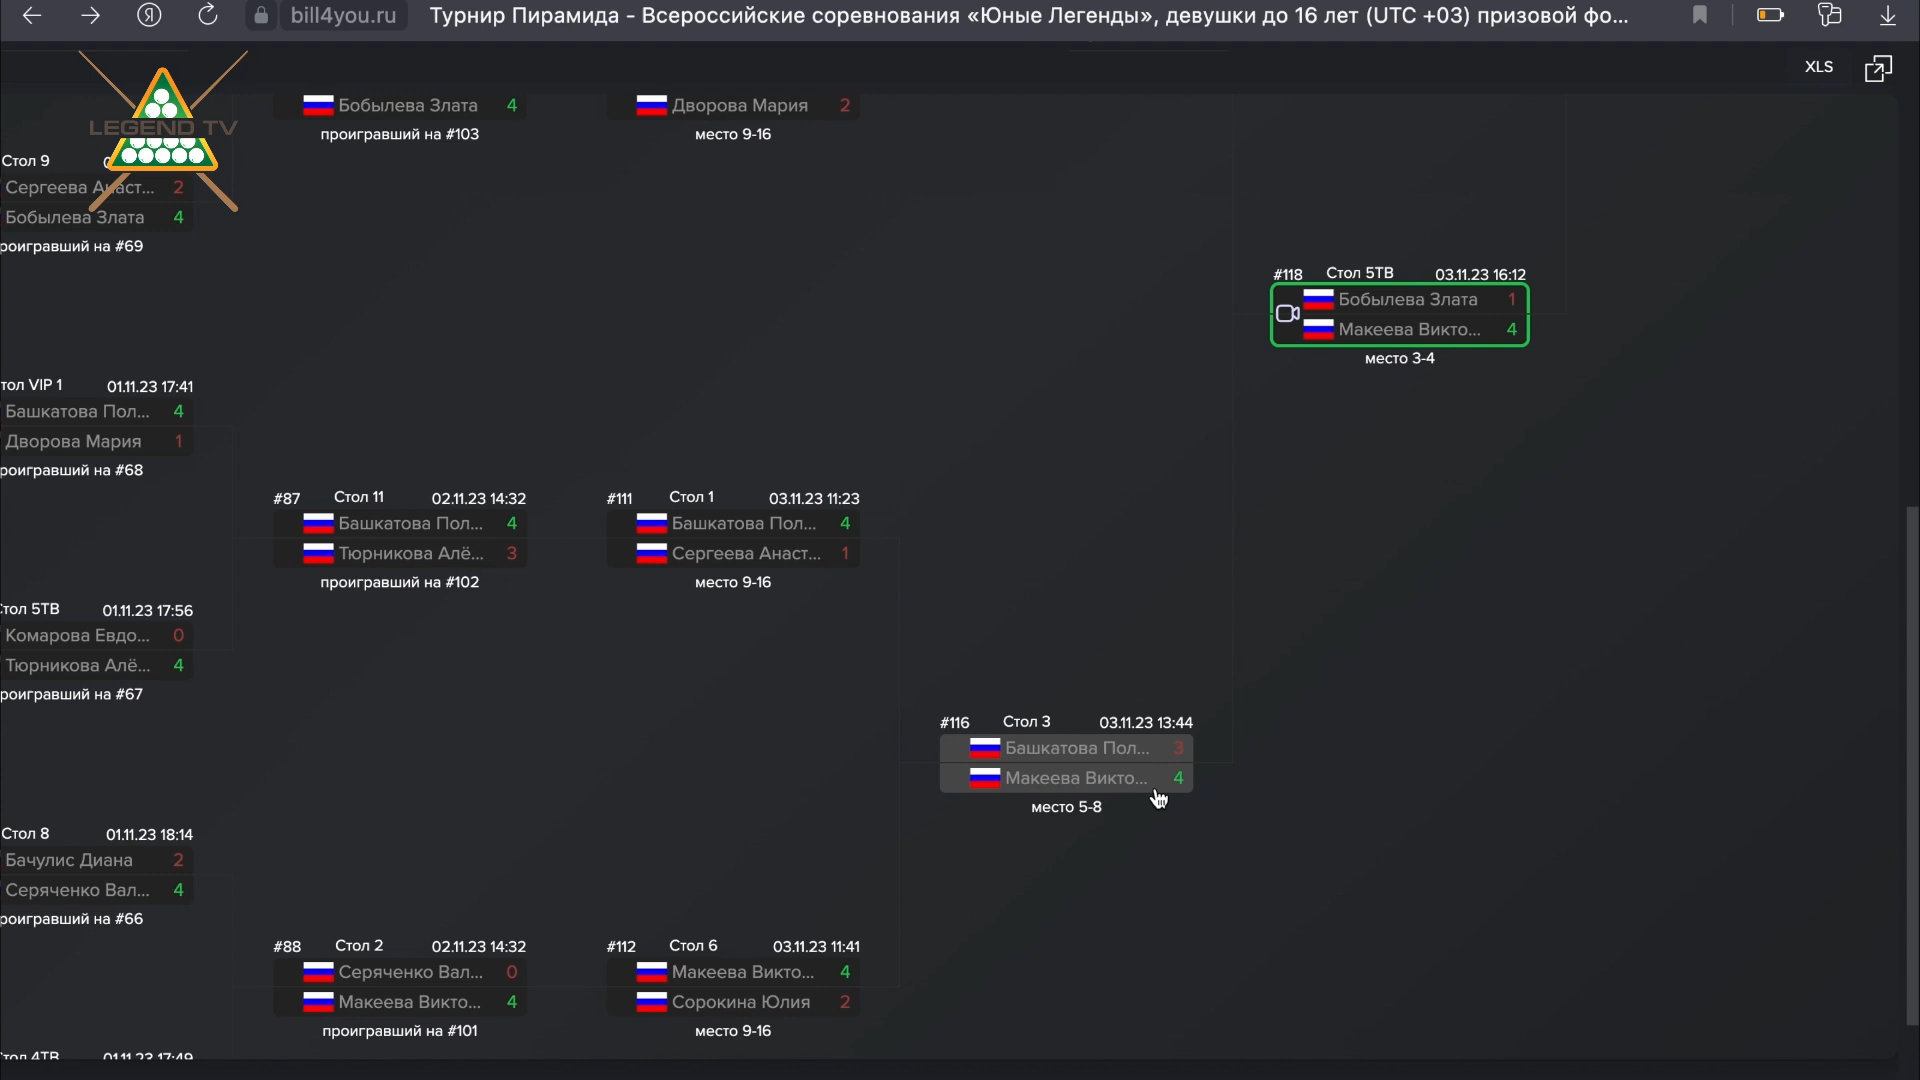 bill4you.ru Турнир Пирамида - Всероссийские соревнования «Юные Легенды», девушки до 16 лет (UTC +03) призовой фо...
XLS
LEGEND TV
Бобылева Злата 4
проигравший на #103
Дворова Мария 2
место 9-16
Стол 9
Сергеева Анаст... 2
Бобылева Злата 4
роигравший на #69
#118 Стол 5ТВ 03.11.23 16:12
Бобылева Злата 1
Макеева Викто... 4
место 3-4
тол VIP 1 01.11.23 17:41
Башкатова Пол... 4
Дворова Мария 1
роигравший на #68
#87 Стол 11 02.11.23 14:32
Башкатова Пол... 4
Тюрникова Алё... 3
проигравший на #102
#111 Стол 1 03.11.23 11:23
Башкатова Пол... 4
Сергеева Анаст... 1
место 9-16
тол 5ТВ 01.11.23 17:56
Комарова Евдо... 0
Тюрникова Алё... 4
роигравший на #67
#116 Стол 3 03.11.23 13:44
Башкатова Пол... 3
Макеева Викто... 4
место 5-8
Стол 8 01.11.23 18:14
Бачулис Диана 2
Серяченко Вал... 4
роигравший на #66
#88 Стол 2 02.11.23 14:32
Серяченко Вал... 0
Макеева Викто... 4
проигравший на #101
#112 Стол 6 03.11.23 11:41
Макеева Викто... 4
Сорокина Юлия 2
место 9-16
тол 4ТВ 01.11.23 17:49